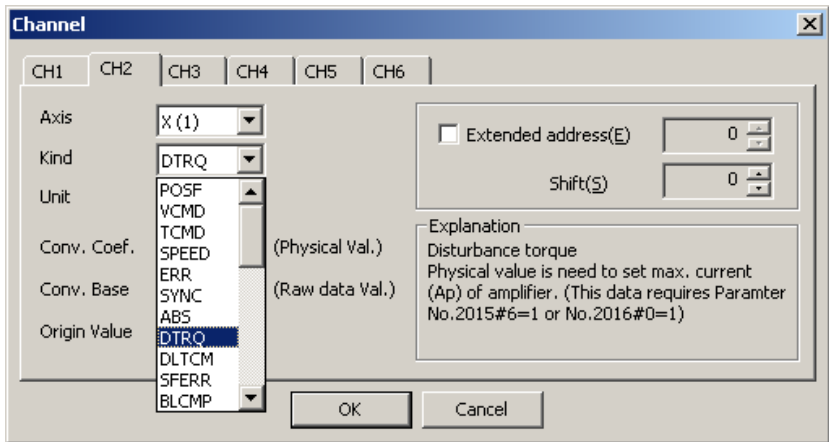 Channel
CH1 CH2 CH3 CH4 CH5 CH6
Axis X (1)
Kind DTRQ
Unit
Conv. Coef. (Physical Val.)
Conv. Base (Raw data Val.)
Origin Value
POSF
VCMD
TCMD
SPEED
ERR
SYNC
ABS
DTRQ
DLTCM
SFERR
BLCMP
Extended address(E) 0
Shift(S) 0
Explanation
Disturbance torque
Physical value is need to set max. current
(Ap) of amplifier. (This data requires Paramter
No.2015#6=1 or No.2016#0=1)
OK Cancel